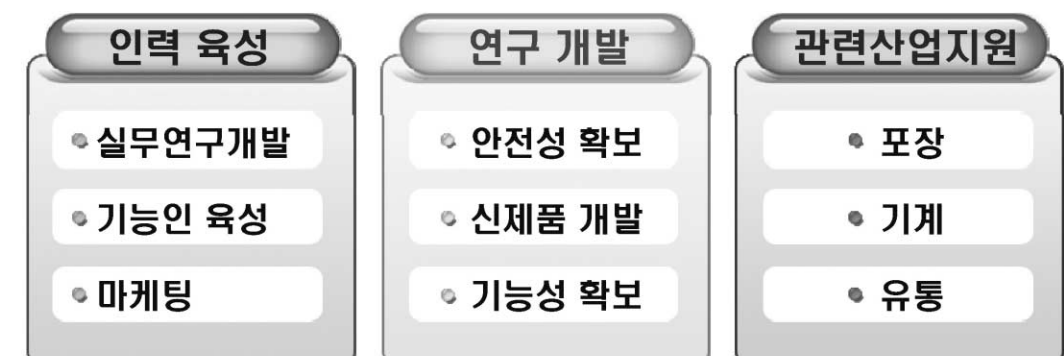 인력 육성
실무연구개발
기능인 육성
마케팅
연구 개발
안전성 확보
신제품 개발
기능성 확보
관련산업지원
포장
기계
유통